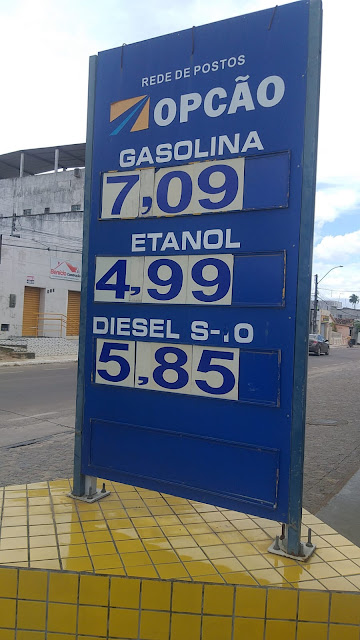 REDE DE POSTOS
OPCÃO
GASOLINA
7,09
ETANOL
4,99
DIESEL S-10
5,85